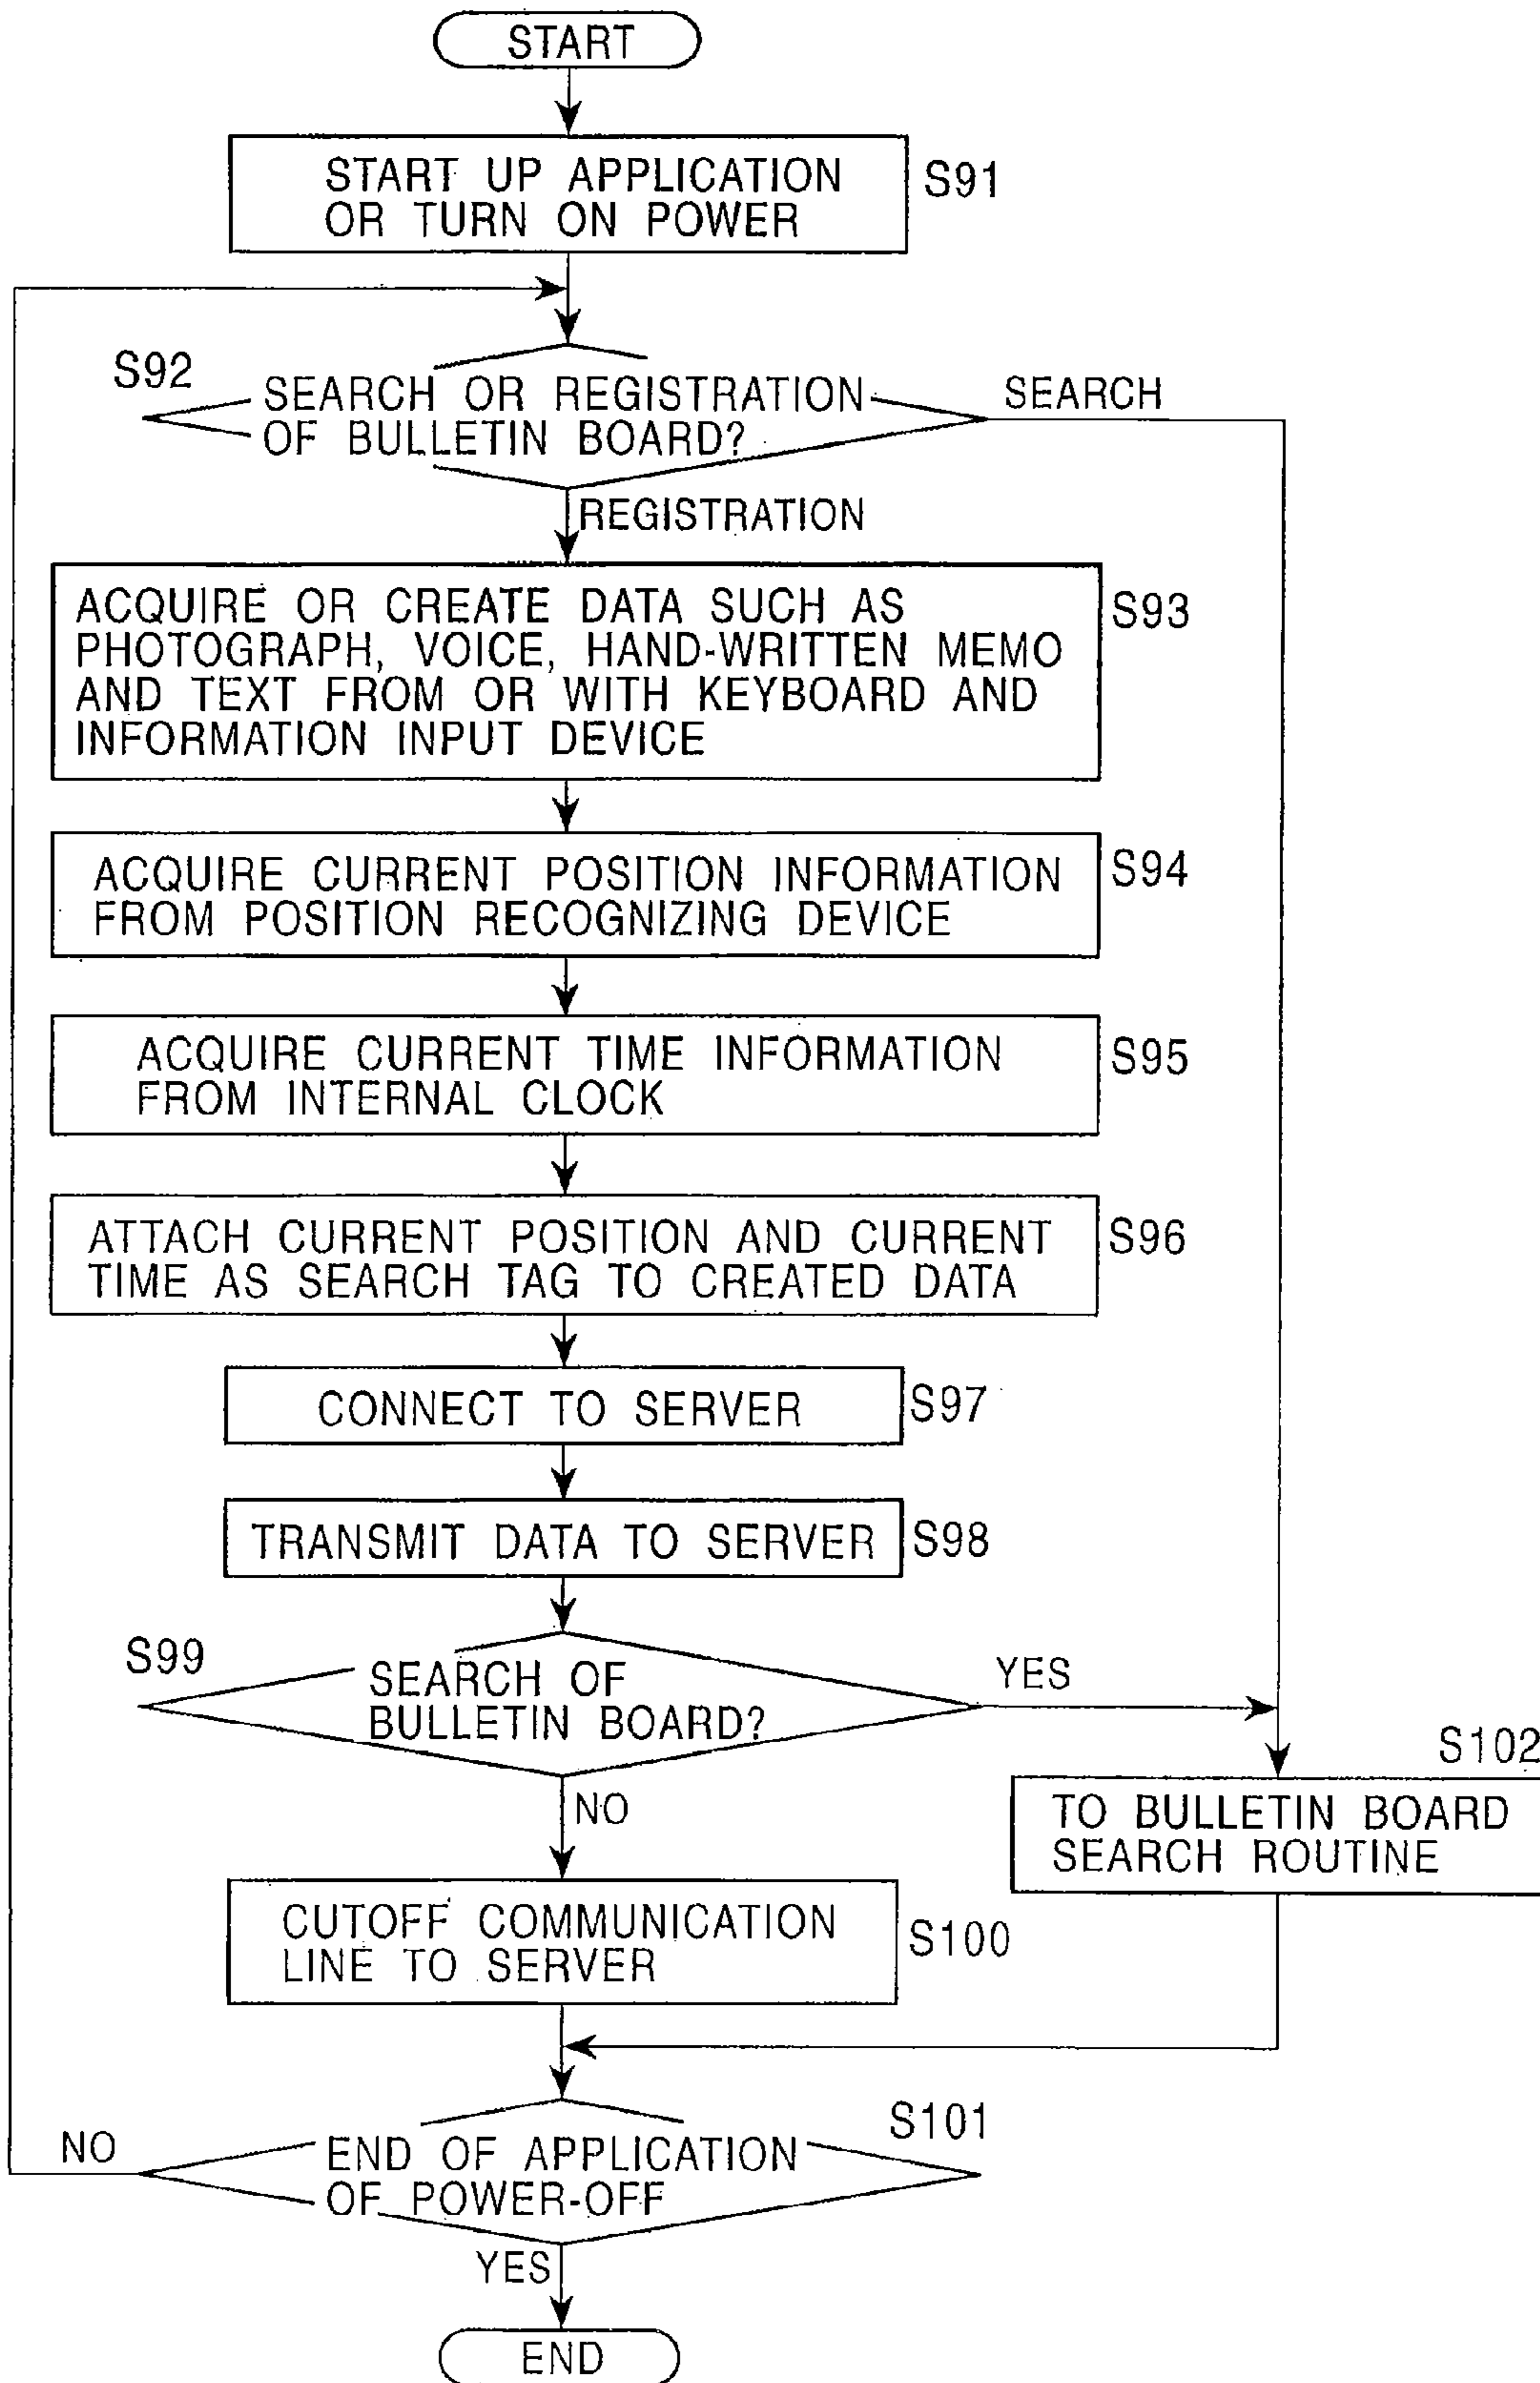 START
START UP APPLICATION
OR TURN ON POWER
S91
S92
SEARCH OR REGISTRATION
OF BULLETIN BOARD?
SEARCH
REGISTRATION
ACQUIRE OR CREATE DATA SUCH AS
PHOTOGRAPH, VOICE, HAND-WRITTEN MEMO
AND TEXT FROM OR WITH KEYBOARD AND
INFORMATION INPUT DEVICE
S93
ACQUIRE CURRENT POSITION INFORMATION
FROM POSITION RECOGNIZING DEVICE
S94
ACQUIRE CURRENT TIME INFORMATION
FROM INTERNAL CLOCK
S95
ATTACH CURRENT POSITION AND CURRENT
TIME AS SEARCH TAG TO CREATED DATA
S96
CONNECT TO SERVER
S97
TRANSMIT DATA TO SERVER
S98
S99
SEARCH OF
BULLETIN BOARD?
YES
NO
S102
TO BULLETIN BOARD
SEARCH ROUTINE
CUTOFF COMMUNICATION
LINE TO SERVER
S100
S101
END OF APPLICATION
OF POWER-OFF
NO
YES
END